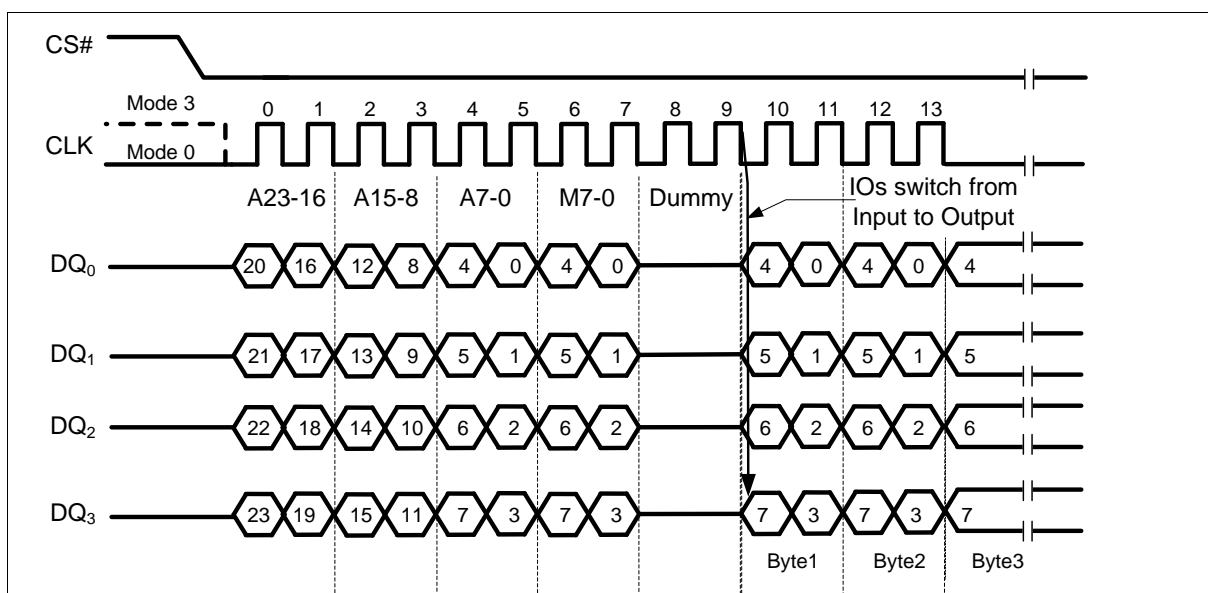 CS#
Mode 3
0 1 2 3 4 5 6 7 8 9 10 11 12 13
CLK
Mode 0
A23-16 A15-8 A7-0 M7-0 Dummy
IOs switch from
Input to Output
DQ0 20 16 12 8 4 0 4 0 4 0 4 0 4
DQ1 21 17 13 9 5 1 5 1 5 1 5 1 5
DQ2 22 18 14 10 6 2 6 2 6 2 6 2 6
DQ3 23 19 15 11 7 3 7 3 7 3 7 3 7
Byte1 Byte2 Byte3